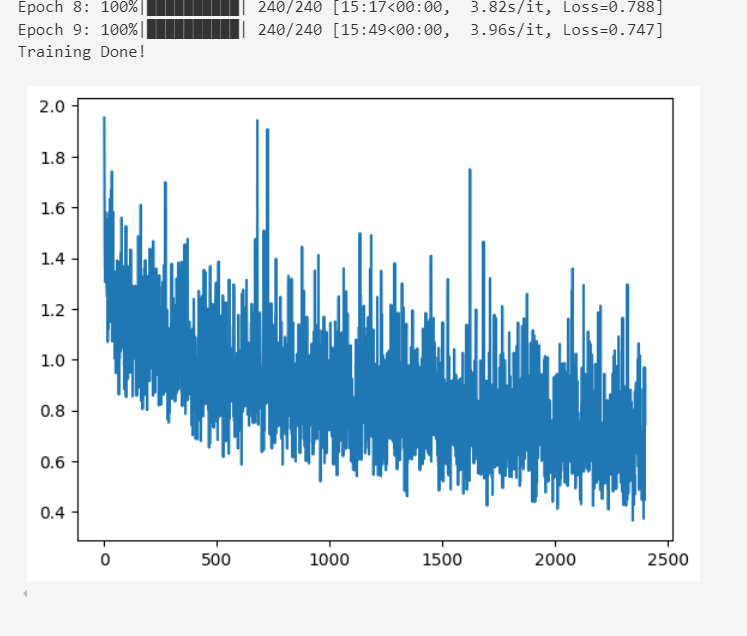 Epoch 8: 100%|██████████| 240/240 [15:17<00:00,  3.82s/it, Loss=0.788]
Epoch 9: 100%|██████████| 240/240 [15:49<00:00,  3.96s/it, Loss=0.747]
Training Done!
2.0
1.8
1.6
1.4
1.2
1.0
0.8
0.6
0.4
0 500 1000 1500 2000 2500